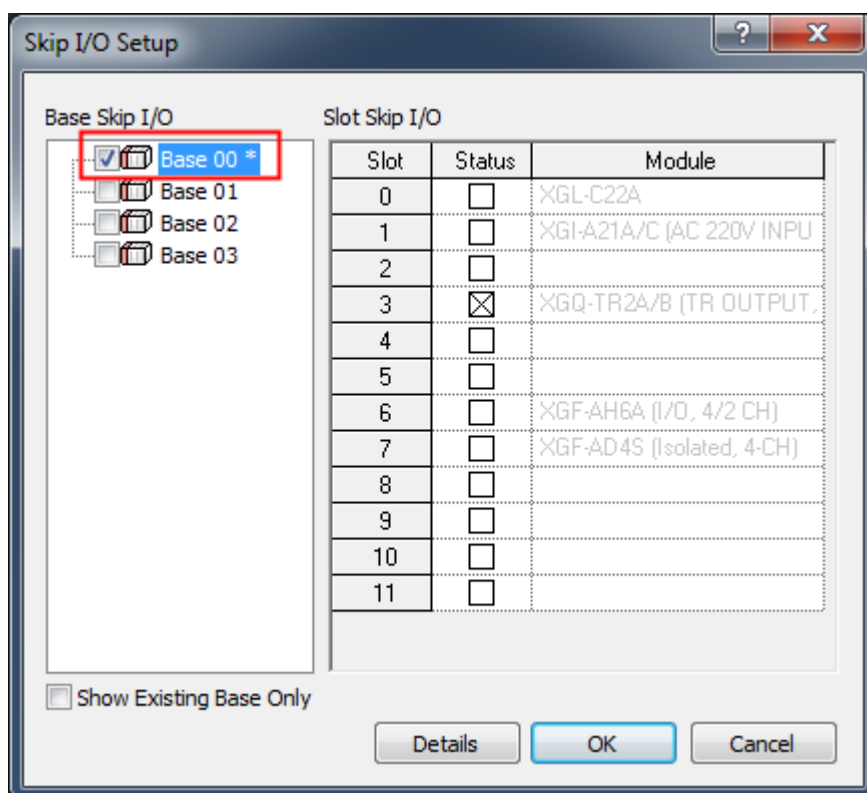 Skip I/O Setup
Base Skip I/O
Base 00 *
Base 01
Base 02
Base 03
Show Existing Base Only
Slot Skip I/O
Slot Status Module
0 XGL-C22A
1 XGI-A21A/C (AC 220V INPU
2
3 XGQ-TR2A/B (TR OUTPUT,
4
5
6 XGF-AH6A (I/O, 4/2 CH)
7 XGF-AD4S (Isolated, 4-CH)
8
9
10
11
Details OK Cancel